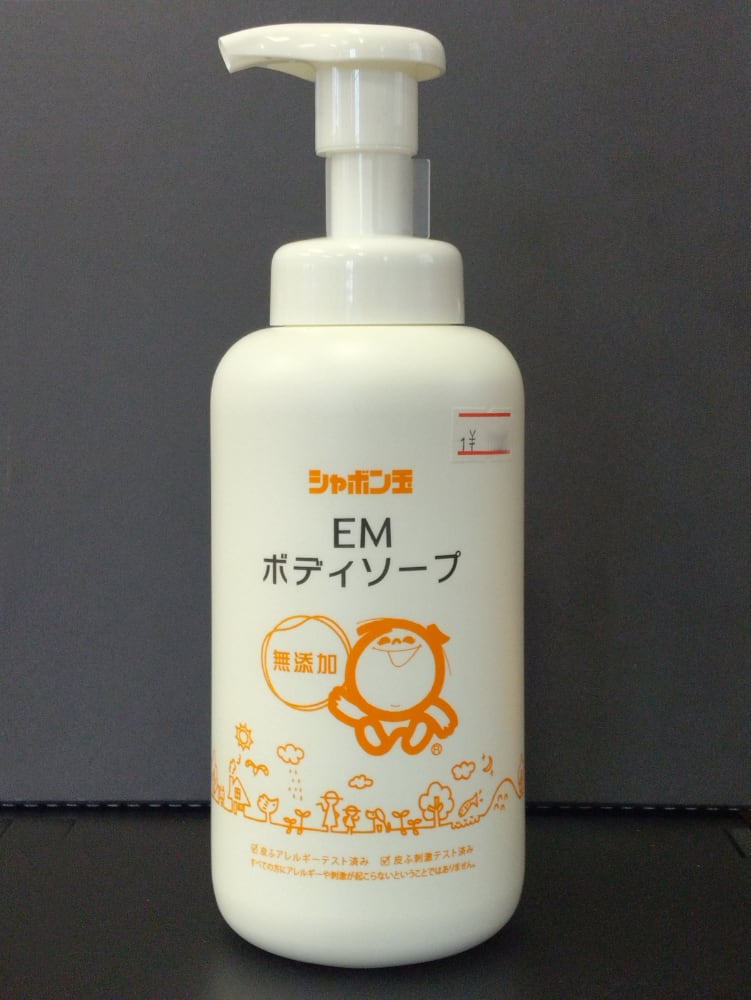 1¥
シャボン玉
EM
ボディソープ
無添加
®
☑ 皮ふアレルギーテスト済み ☑ 皮ふ刺激テスト済み
すべての方にアレルギーや刺激が起こらないということではありません。